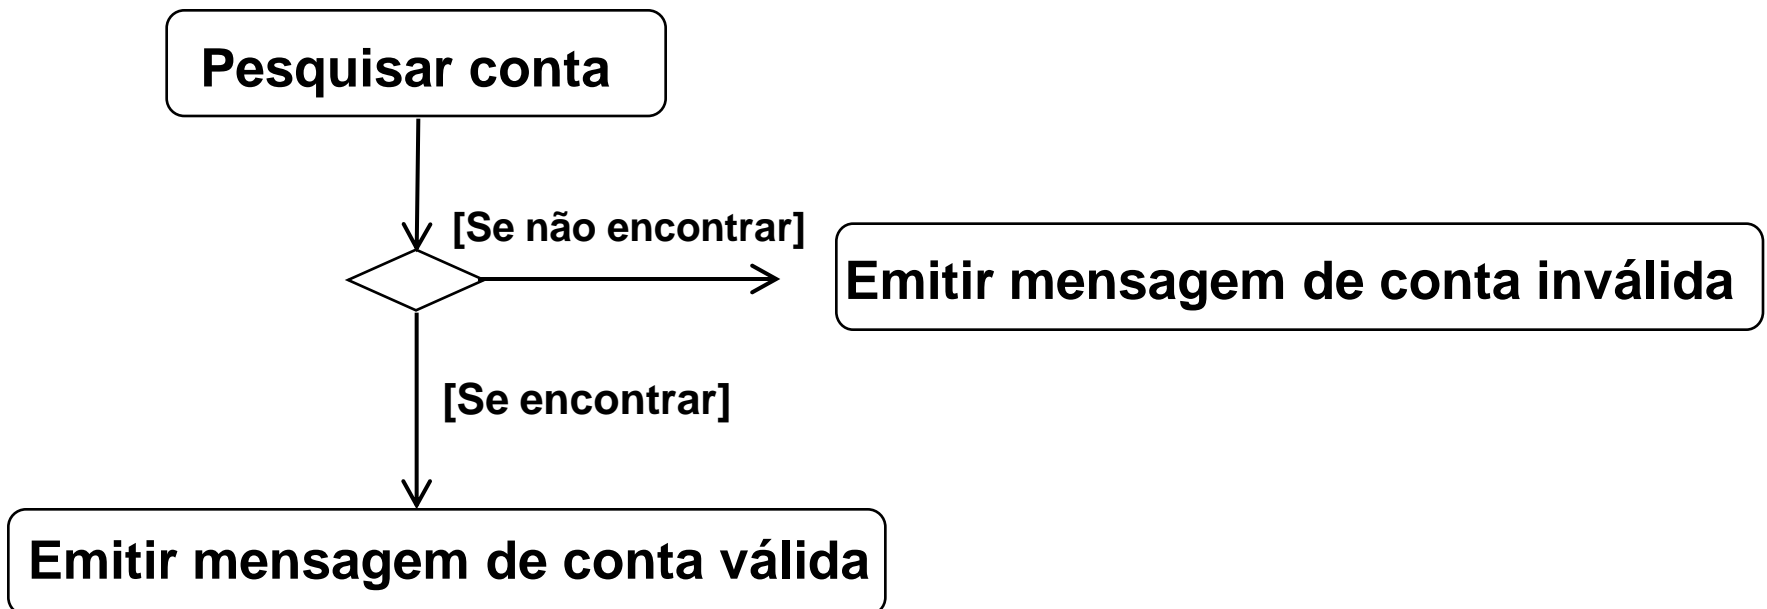 Pesquisar conta
[Se não encontrar]
Emitir mensagem de conta inválida
[Se encontrar]
Emitir mensagem de conta válida